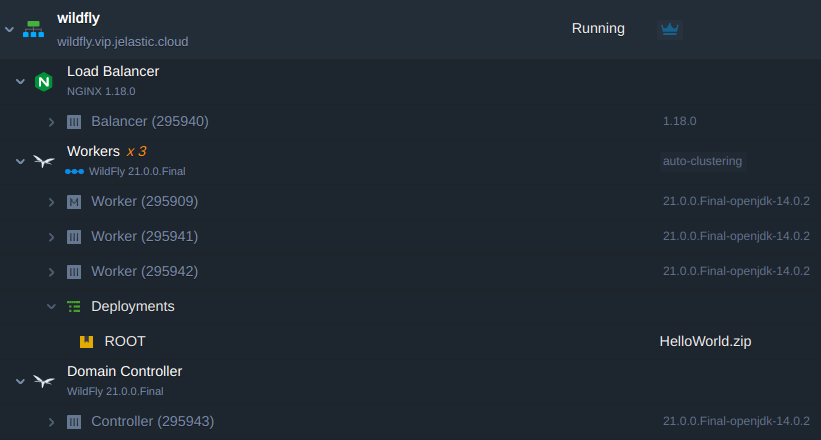 wildfly
Running
wildfly.vip.jelastic.cloud
Load Balancer
NGINX 1.18.0
Balancer (295940) 1.18.0
Workers x 3
WildFly 21.0.0.Final auto-clustering
M Worker (295909) 21.0.0.Final-openjdk-14.0.2
Worker (295941) 21.0.0.Final-openjdk-14.0.2
Worker (295942) 21.0.0.Final-openjdk-14.0.2
Deployments
ROOT HelloWorld.zip
Domain Controller
WildFly 21.0.0.Final
Controller (295943) 21.0.0.Final-openjdk-14.0.2